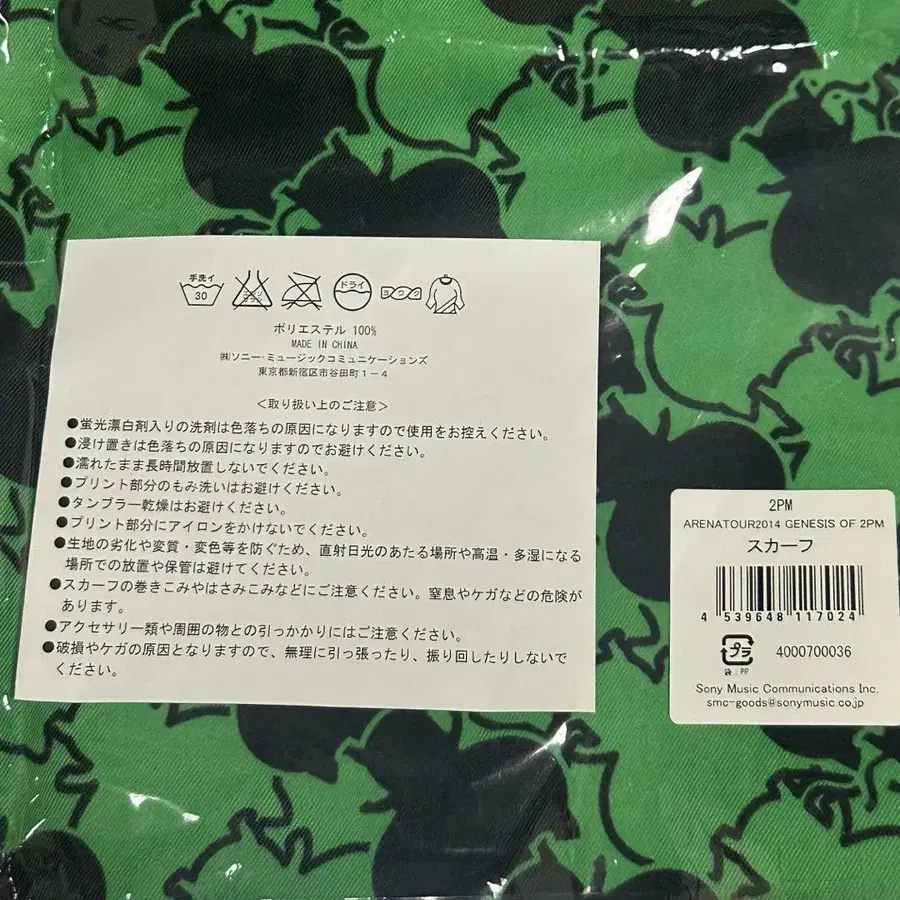 手洗イ
30
エンソ
サラシ
ドライ
ヨワク
ポリエステル 100%
MADE IN CHINA
㈱ソニー・ミュージックコミュニケーションズ
東京都新宿区市谷田町1-4
<取り扱い上のご注意>
●蛍光漂白剤入りの洗剤は色落ちの原因になりますので使用をお控えください。
●浸け置きは色落ちの原因になりますのでお避けください。
●濡れたまま長時間放置しないでください。
●プリント部分のもみ洗いはお避けください。
●タンブラー乾燥はお避けください。
●プリント部分にアイロンをかけないでください。
●生地の劣化や変質・変色等を防ぐため、直射日光のあたる場所や高温・多湿になる
場所での放置や保管は避けてください。
●スカーフの巻きこみやはさみこみなどにご注意ください。窒息やケガなどの危険が
あります。
●アクセサリー類や周囲の物との引っかかりにはご注意ください。
●破損やケガの原因となりますので、無理に引っ張ったり、振り回したりしないで
ください。
2PM
ARENATOUR2014 GENESIS OF 2PM
スカーフ
4 539648 117024
プラ
袋:PP
4000700036
Sony Music Communications Inc.
smc-goods@sonymusic.co.jp